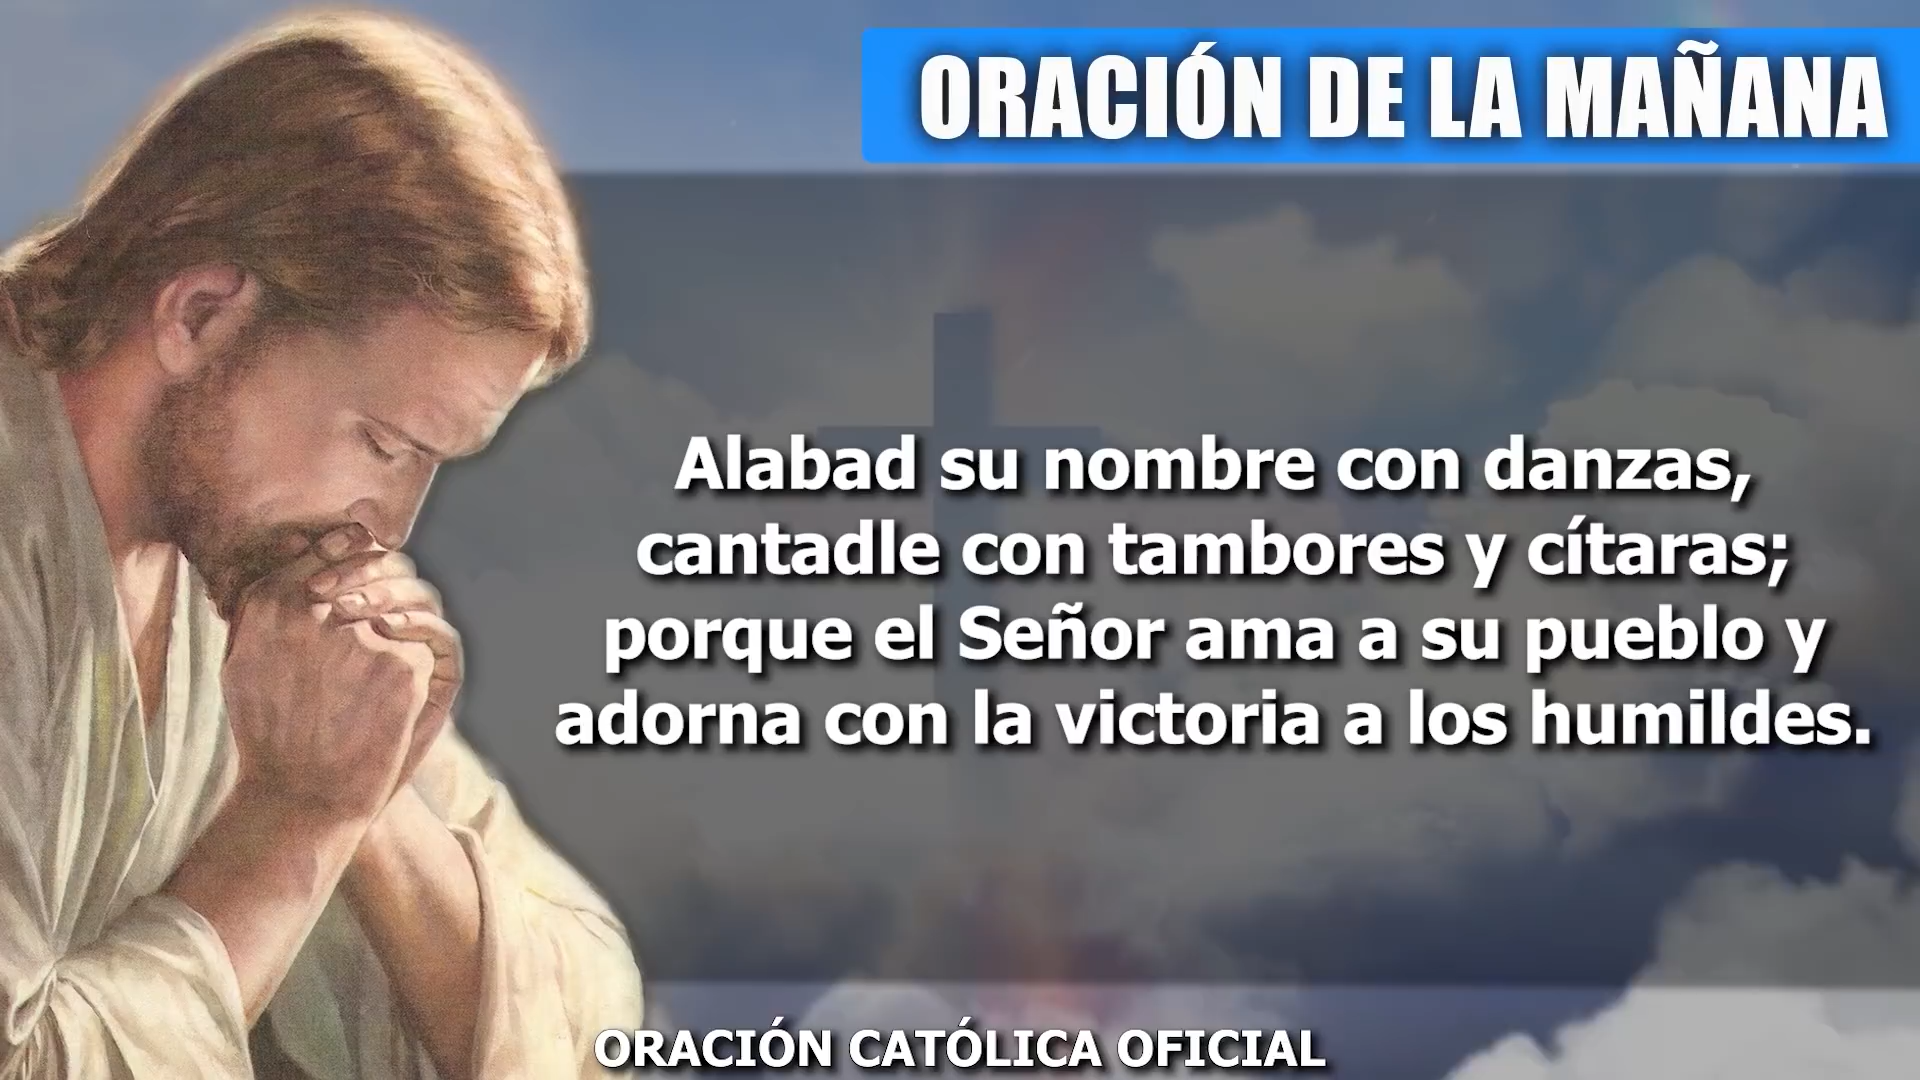 ORACIÓN DE LA MAÑANA
Alabad su nombre con danzas,
cantadle con tambores y cítaras;
porque el Señor ama a su pueblo y
adorna con la victoria a los humildes.
ORACIÓN CATÓLICA OFICIAL